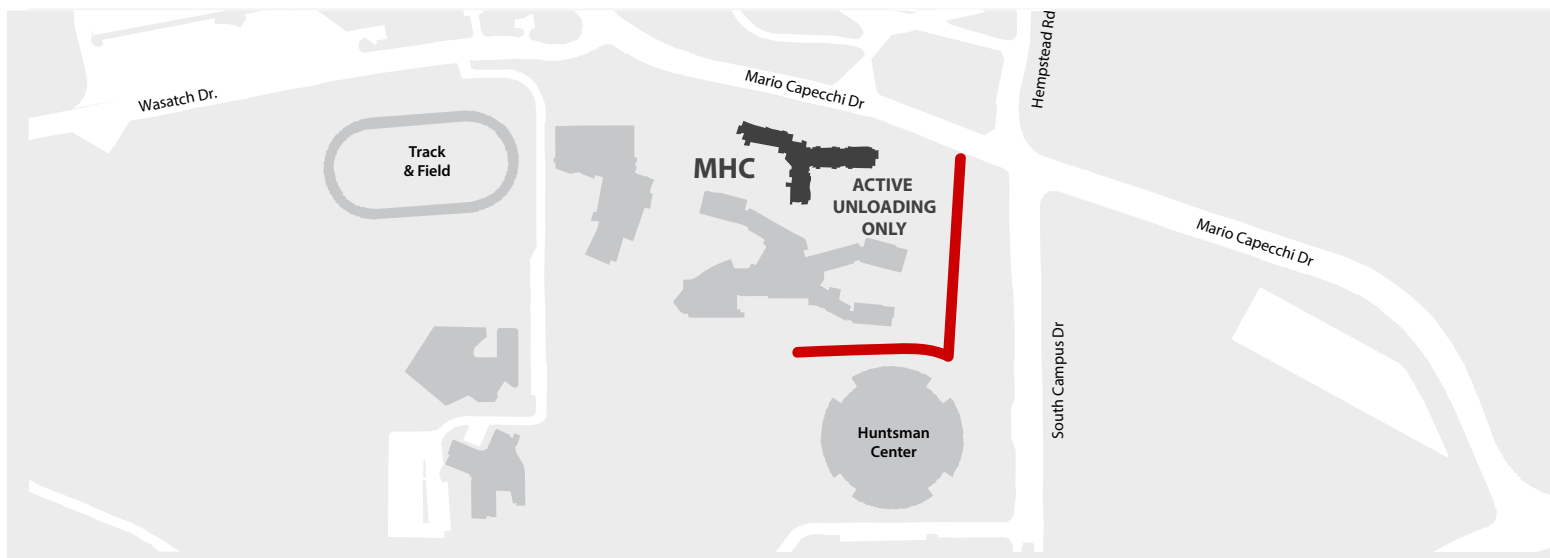 Hempstead Rd
Mario Capecchi Dr
Wasatch Dr.
Track
& Field
MHC
ACTIVE
UNLOADING
ONLY
Mario Capecchi Dr
South Campus Dr
Huntsman
Center